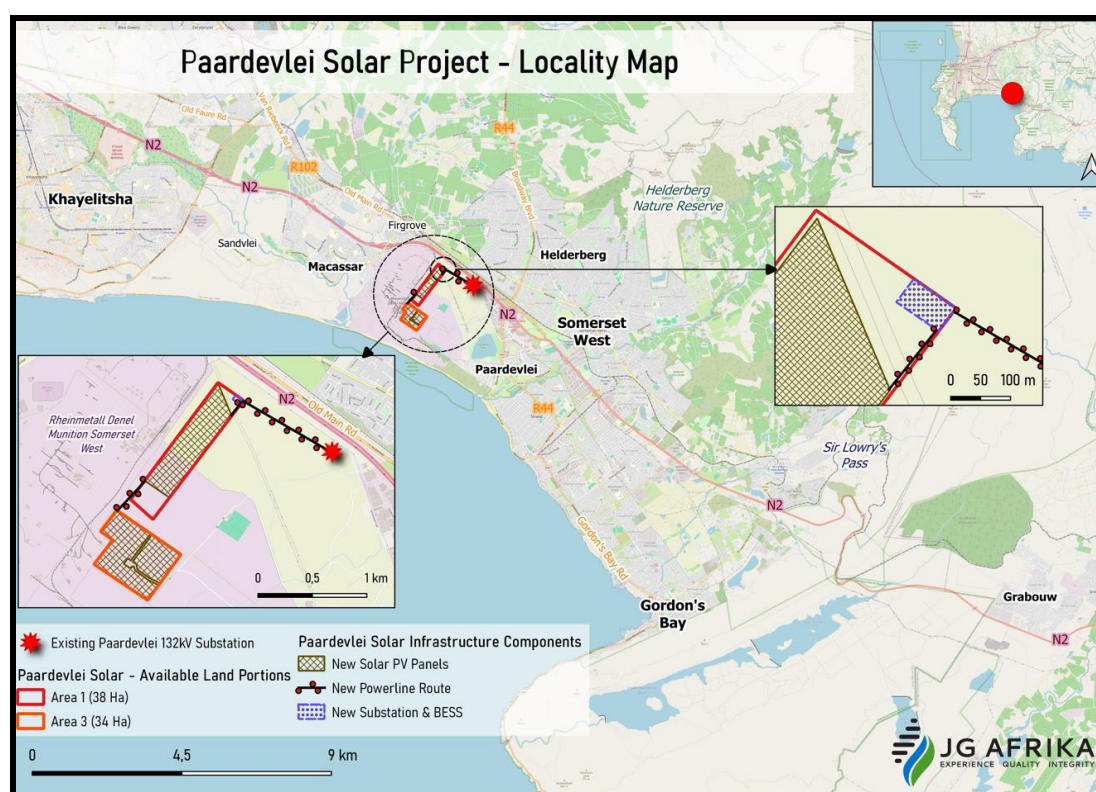 Paardevlei Solar Project - Locality Map
Old Faure Rd
Van Riebeeck Rd
N2
R102
R44
N2
Old Main Rd
Broadway Blvd
Khayelitsha
Sandvlei
Firgrove
Macassar
Helderberg
Nature Reserve
Helderberg
N2
Somerset
West
Paardevlei
R44
Sir Lowry's
Pass
N2
Gordon's Bay Rd
Gordon's
Bay
Grabouw
N2
0 50 100 m
Rheinmetall Denel
Munition Somerset
West
N2
Old Main Rd
0 0,5 1 km
Existing Paardevlei 132kV Substation
Paardevlei Solar - Available Land Portions
Area 1 (38 Ha)
Area 3 (34 Ha)
Paardevlei Solar Infrastructure Components
New Solar PV Panels
New Powerline Route
New Substation & BESS
0 4,5 9 km
JG AFRIKA
EXPERIENCE QUALITY INTEGRITY